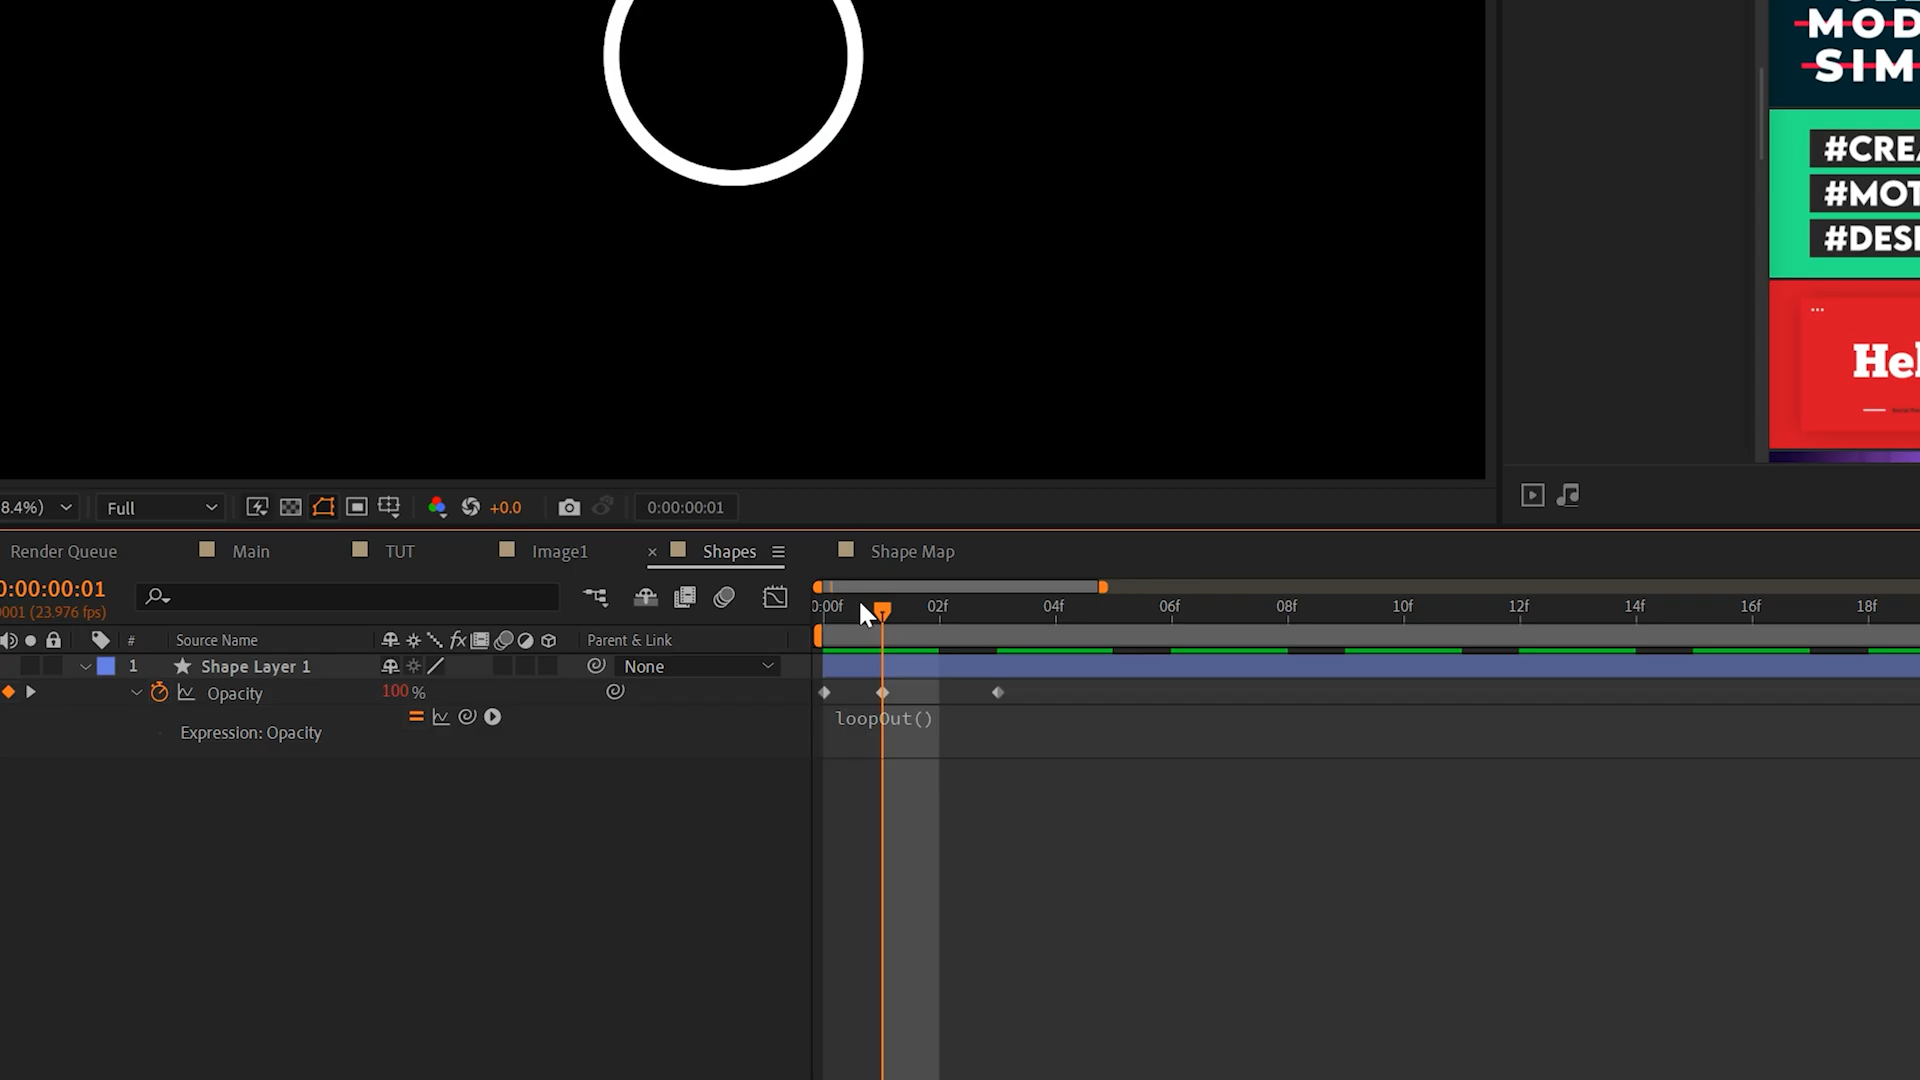 MOD
SIM
#CREA
#MOT
#DESI
Hel
8.4%)
Full
+0.0
0:00:00:01
Render Queue
Main
TUT
Image1
Shapes
Shape Map
0:00:00:01
0001 (23.976 fps)
0:00f
02f
04f
06f
08f
10f
12f
14f
16f
18f
#
Source Name
fx
Parent & Link
1
Shape Layer 1
None
Opacity
100 %
Expression: Opacity
loopOut()